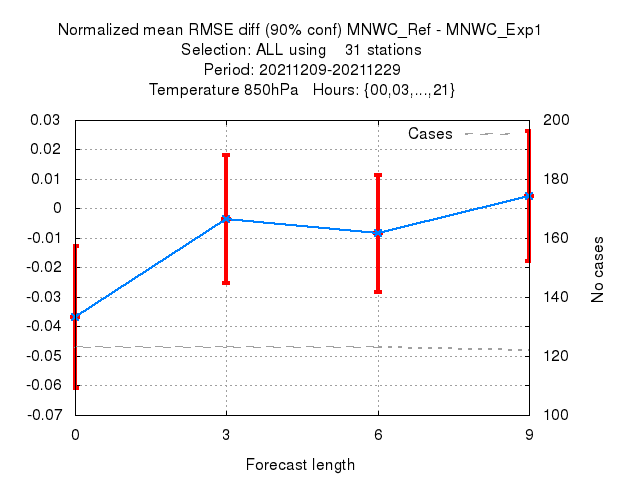 Normalized mean RMSE diff (90% conf) MNWC_Ref - MNWC_Exp1
Selection: ALL using 31 stations
Period: 20211209-20211229
Temperature 850hPa Hours: {00,03,...,21}
Cases
0.03
0.02
0.01
0
-0.01
-0.02
-0.03
-0.04
-0.05
-0.06
-0.07
200
180
160
140
120
100
No cases
0 3 6 9
Forecast length